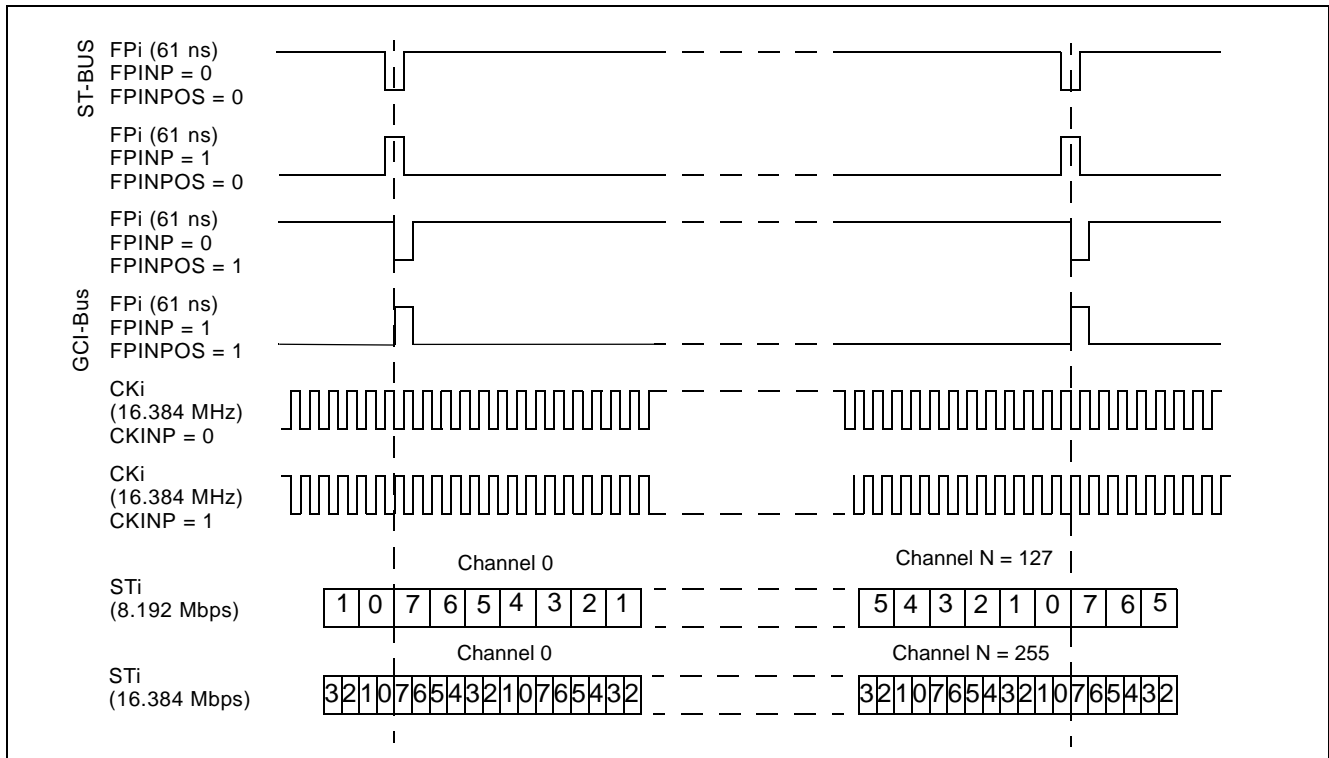 ST-BUS
FPi (61 ns)
FPINP = 0
FPINPOS = 0
FPi (61 ns)
FPINP = 1
FPINPOS = 0
FPi (61 ns)
FPINP = 0
FPINPOS = 1
GCI-Bus
FPi (61 ns)
FPINP = 1
FPINPOS = 1
CKi
(16.384 MHz)
CKINP = 0
CKi
(16.384 MHz)
CKINP = 1
Channel 0
Channel N = 127
STi
(8.192 Mbps)
1 0 7 6 5 4 3 2 1
5 4 3 2 1 0 7 6 5
Channel 0
Channel N = 255
STi
(16.384 Mbps)
3 2 1 0 7 6 5 4 3 2 1 0 7 6 5 4 3 2
3 2 1 0 7 6 5 4 3 2 1 0 7 6 5 4 3 2